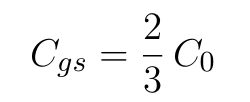 C_{gs} = \frac{2}{3} C_0